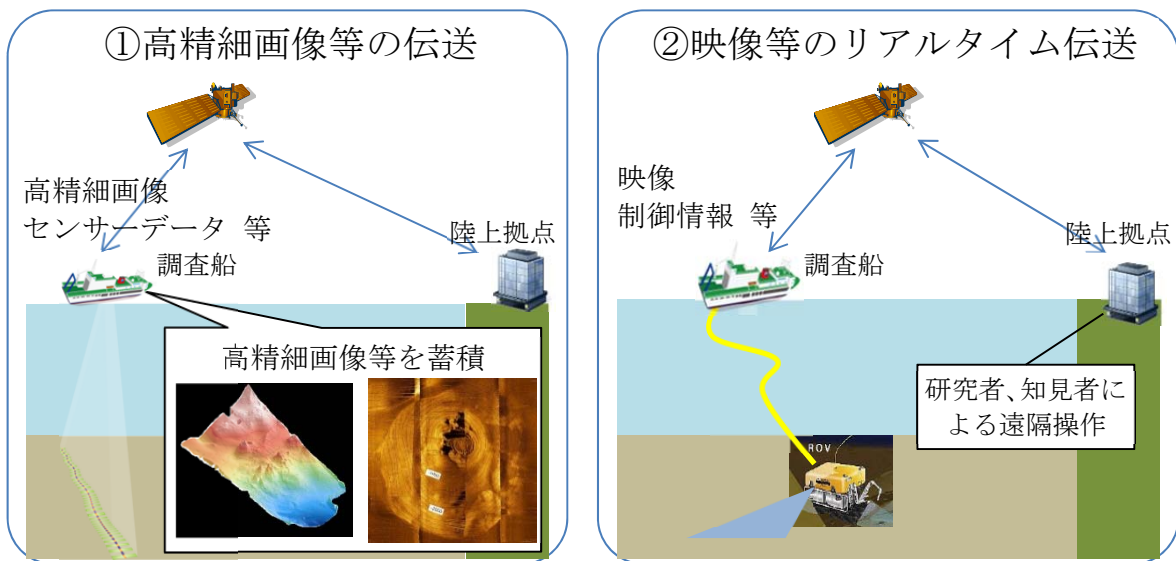 ①高精細画像等の伝送
高精細画像
センサーデータ 等
調査船
陸上拠点
高精細画像等を蓄積
②映像等のリアルタイム伝送
映像
制御情報 等
調査船
陸上拠点
研究者、知見者に
よる遠隔操作
ROV